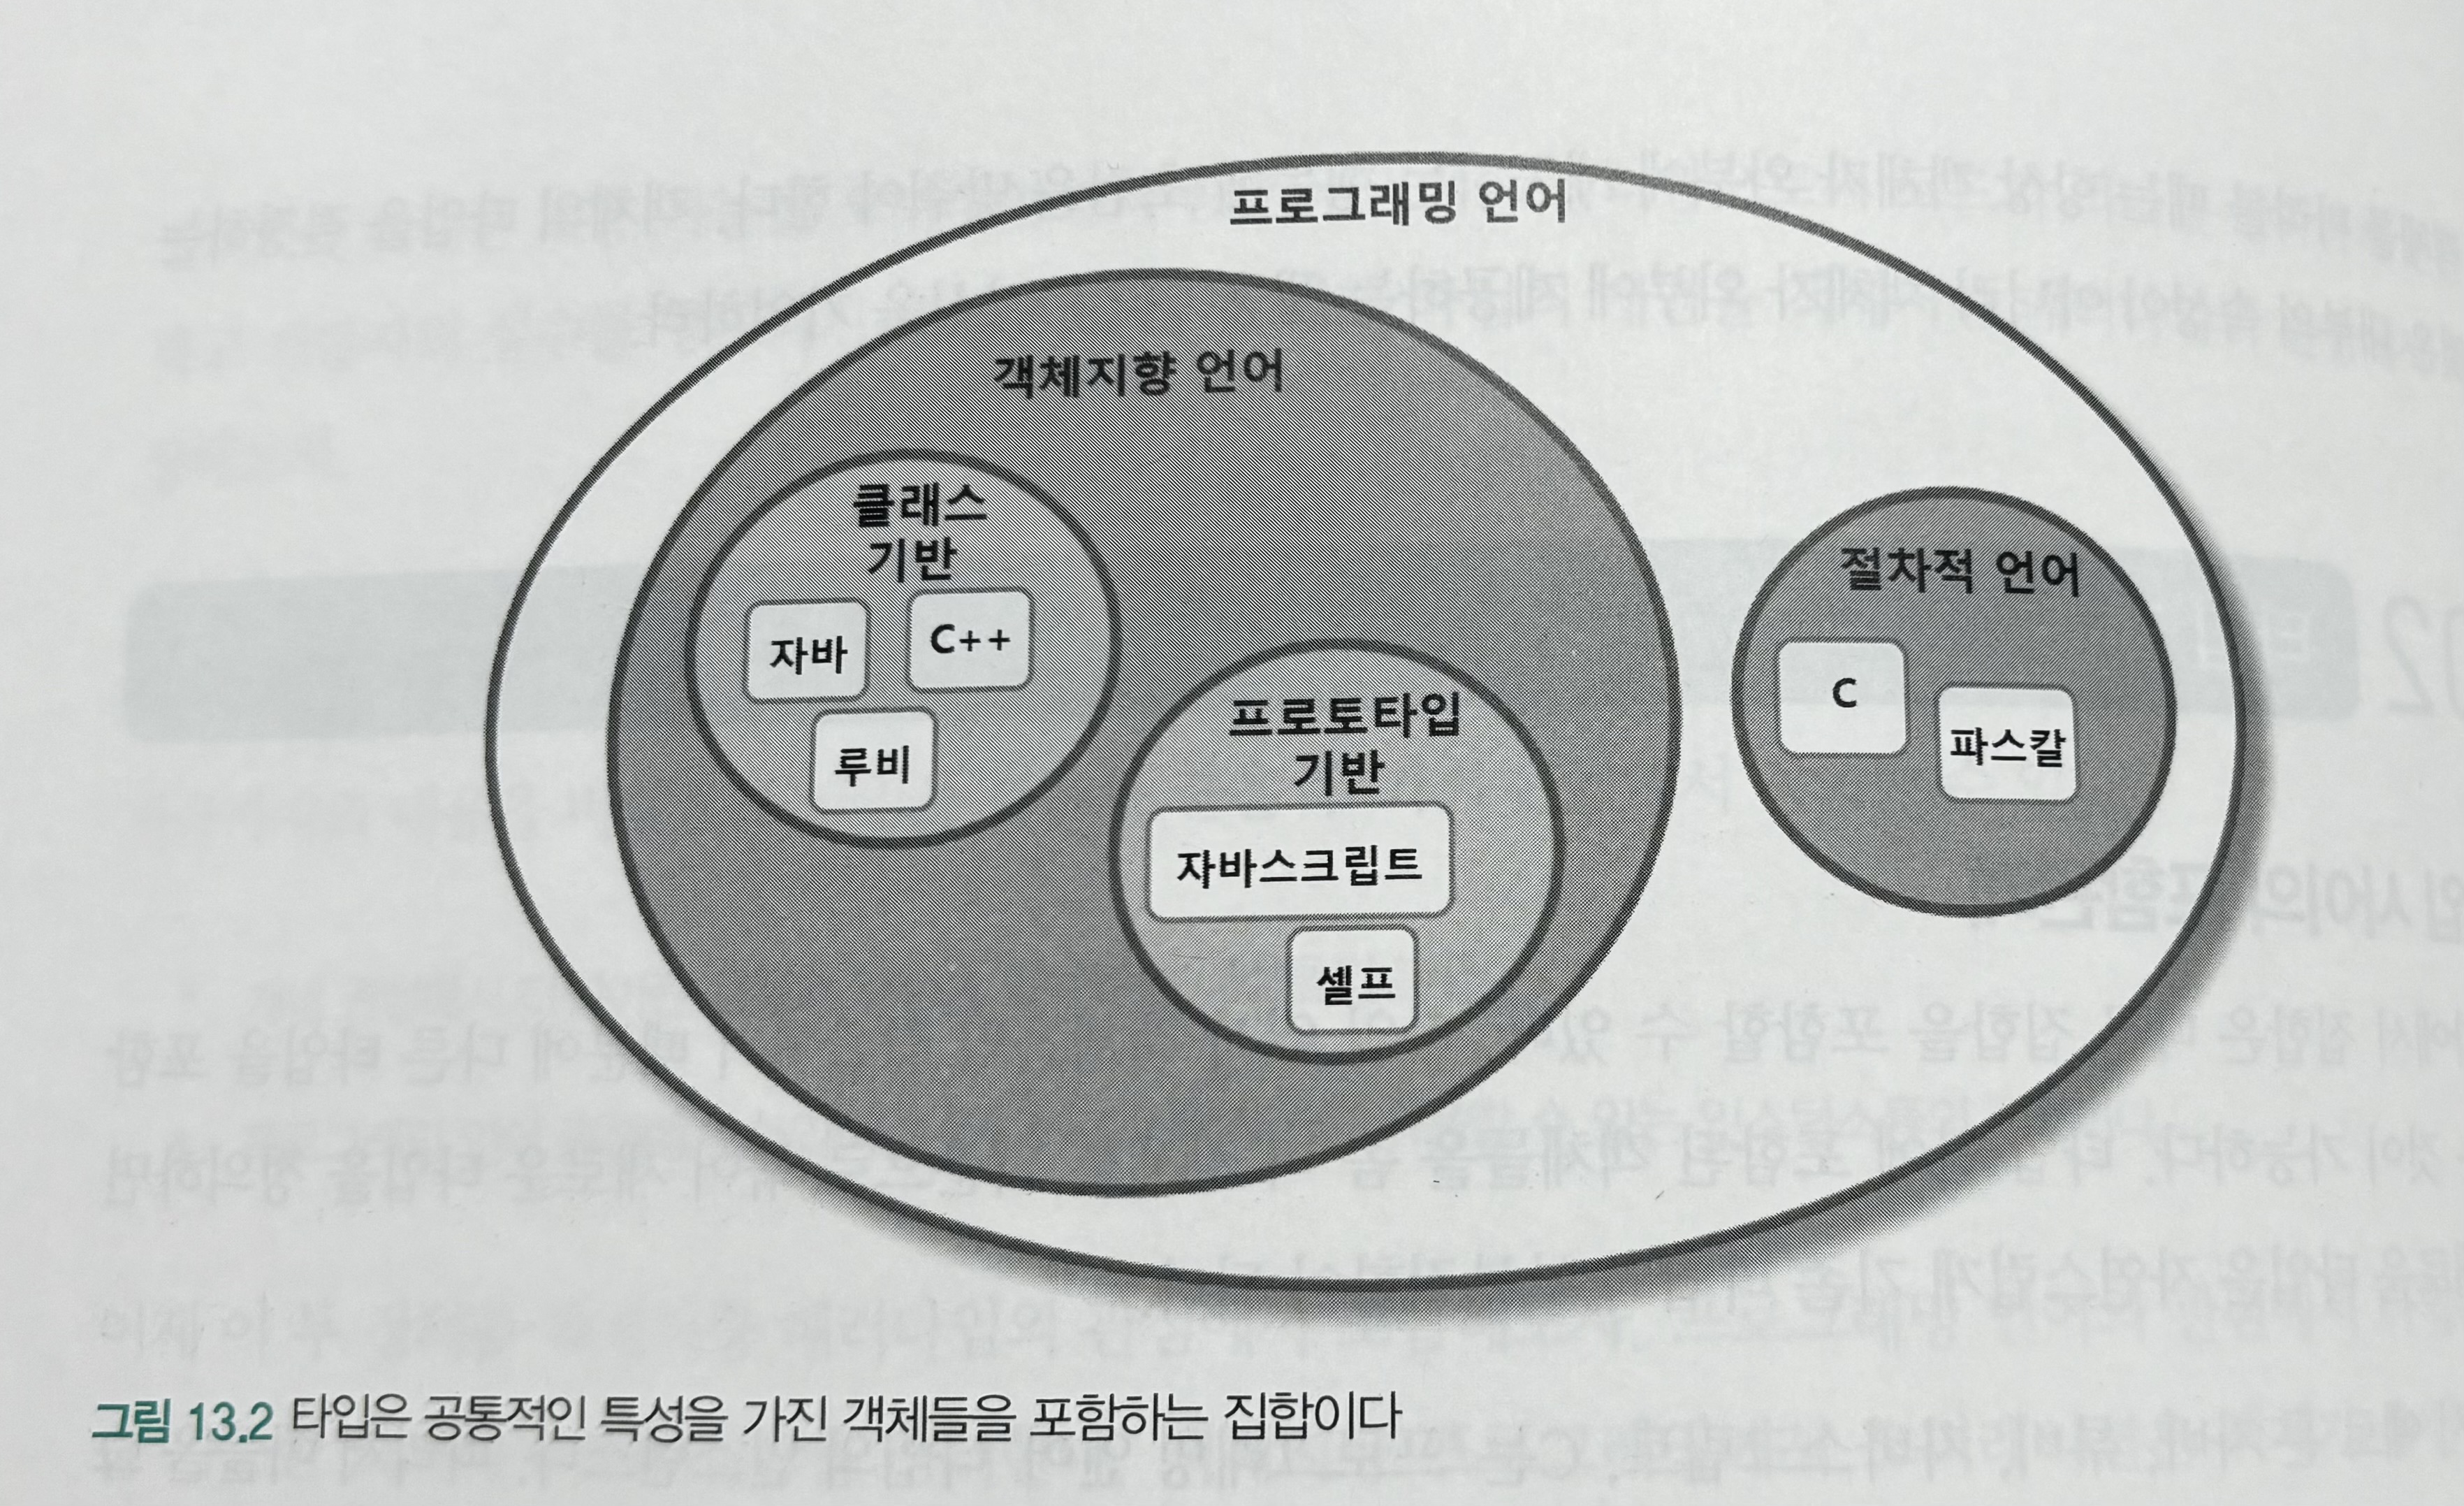 프로그래밍 언어
객체지향 언어
클래스
기반
자바
C++
루비
프로토타입
기반
자바스크립트
셀프
절차적 언어
C
파스칼
그림 13.2 타입은 공통적인 특성을 가진 객체들을 포함하는 집합이다